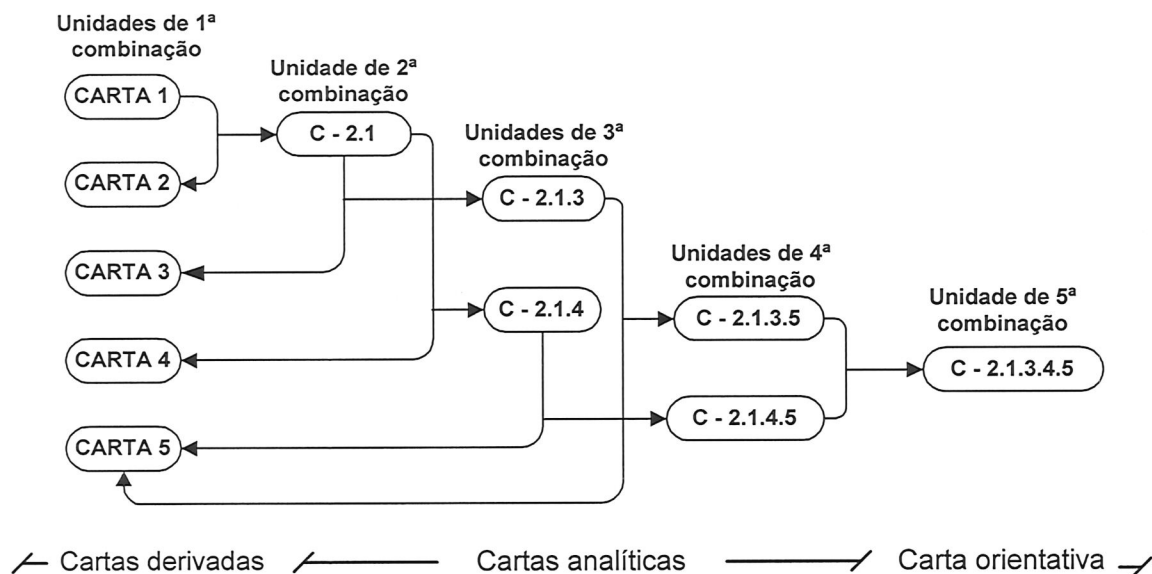 Unidades de 1ª
combinação
CARTA 1
CARTA 2
CARTA 3
CARTA 4
CARTA 5
Unidade de 2ª
combinação
C - 2.1
Unidades de 3ª
combinação
C - 2.1.3
C - 2.1.4
Unidades de 4ª
combinação
C - 2.1.3.5
C - 2.1.4.5
Unidade de 5ª
combinação
C - 2.1.3.4.5
Cartas derivadas
Cartas analíticas
Carta orientativa